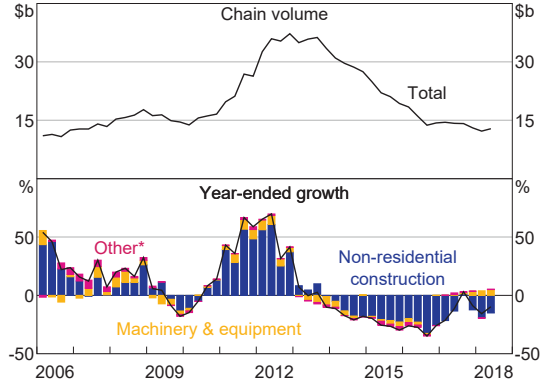 $b
Chain volume
$b
30
30
Total
15
15
%
Year-ended growth
%
50
Other*
Non-residential
construction
50
0
0
Machinery & equipment
-50
-50
2006
2009
2012
2015
2018